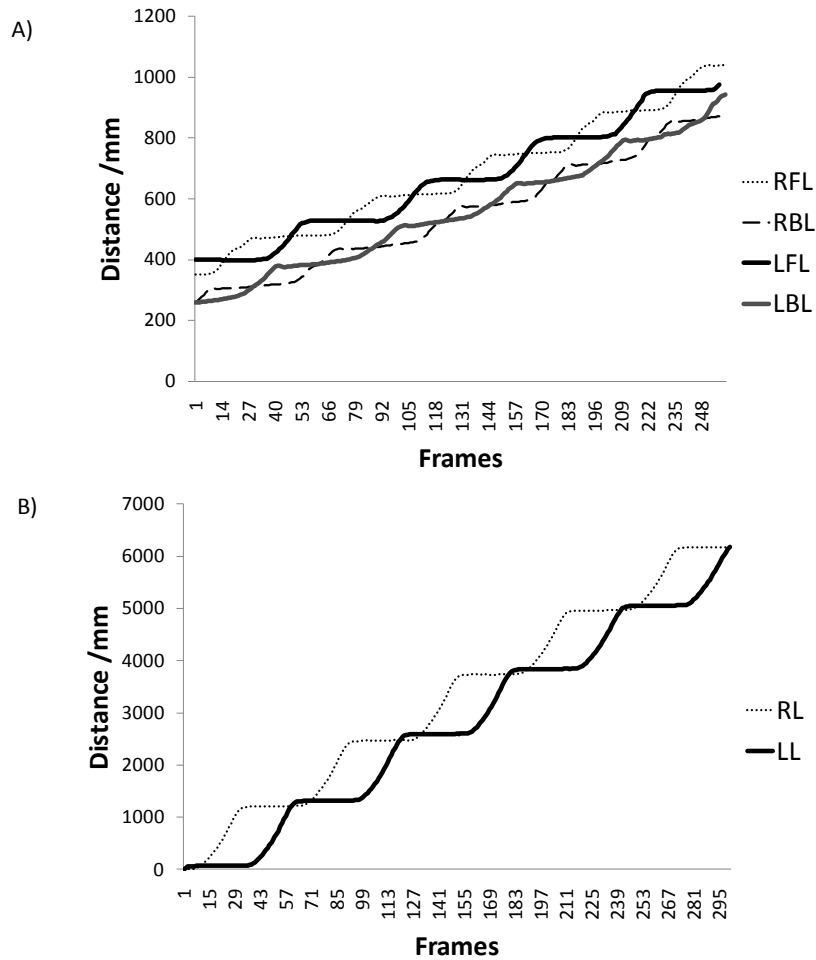 A)
Distance /mm
1200
1000
800
600
400
200
0
1 14 27 40 53 66 79 92 105 118 131 144 157 170 183 196 209 222 235 248
Frames
RFL
RBL
LFL
LBL
B)
Distance /mm
7000
6000
5000
4000
3000
2000
1000
0
1 15 29 43 57 71 85 99 113 127 141 155 169 183 197 211 225 239 253 267 281 295
Frames
RL
LL